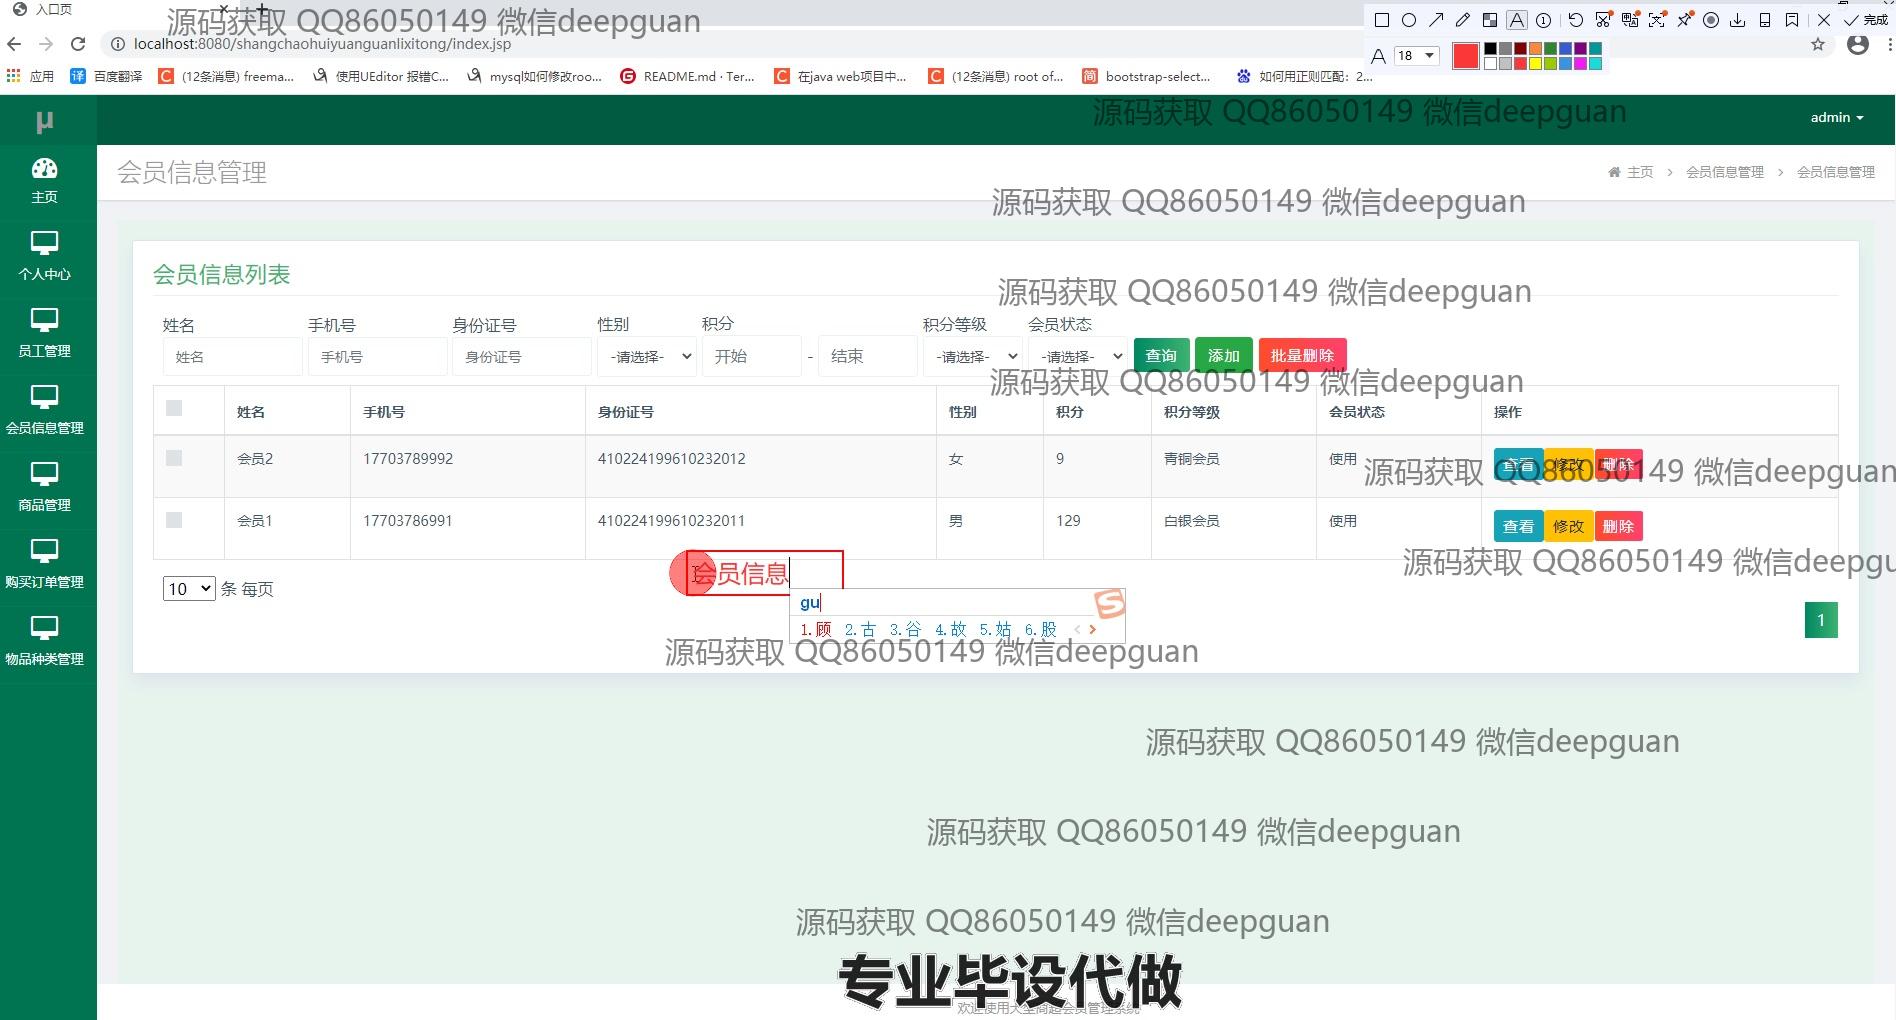 入口页
源码获取 QQ86050149 微信deepguan
完成
localhost:8080/shangchaohuiyuanguanlixitong/index.jsp
A 18
应用 百度翻译 (12条消息) freema... 使用UEditor 报错C... mysql如何修改roo... README.md · Ter... 在java web项目中... (12条消息) root of... bootstrap-select... 如何用正则匹配：2...
源码获取 QQ86050149 微信deepguan
μ
admin
主页
会员信息管理
主页 > 会员信息管理 > 会员信息管理
源码获取 QQ86050149 微信deepguan
个人中心
会员信息列表
源码获取 QQ86050149 微信deepguan
姓名 手机号 身份证号 性别 积分 积分等级 会员状态
员工管理
姓名 手机号 身份证号 -请选择- 开始 - 结束 -请选择- -请选择- 查询 添加 批量删除
源码获取 QQ86050149 微信deepguan
姓名 手机号 身份证号 性别 积分 积分等级 会员状态 操作
会员信息管理
会员2 17703789992 410224199610232012 女 9 青铜会员 使用 查看 修改 删除
源码获取 QQ86050149 微信deepguan
商品管理
会员1 17703786991 410224199610232011 男 129 白银会员 使用 查看 修改 删除
源码获取 QQ86050149 微信deepgu
会员信息
购买订单管理
10 条 每页
gu
1
1.顾 2.古 3.谷 4.故 5.姑 6.股
源码获取 QQ86050149 微信deepguan
物品种类管理
源码获取 QQ86050149 微信deepguan
源码获取 QQ86050149 微信deepguan
源码获取 QQ86050149 微信deepguan
专业毕设代做
欢迎使用大型商超会员管理系统